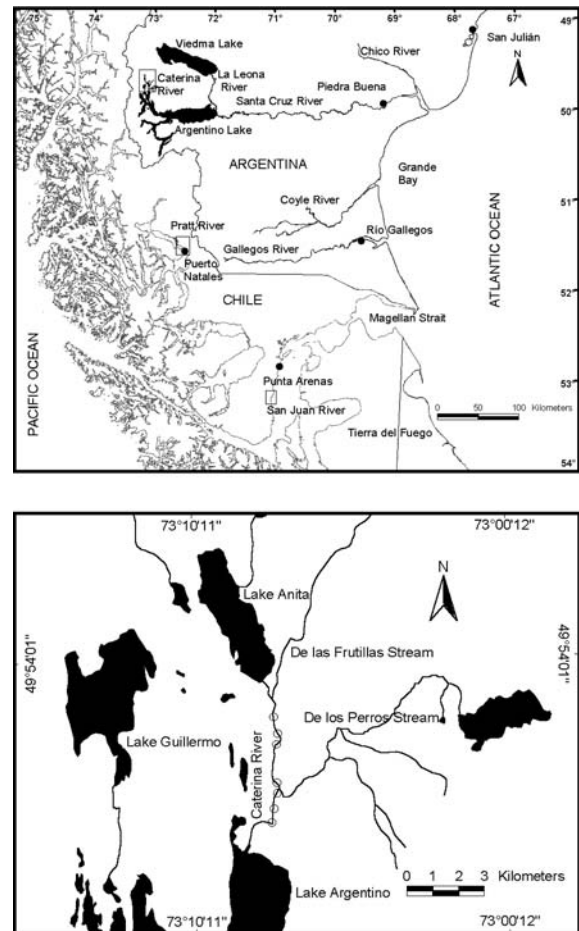 75° 74° 73° 72° 71° 70° 69° 68° 67°
San Julián
Viedma Lake
Chico River
N
Caterina
River
La Leona
River
Piedra Buena
Santa Cruz River
50°
Argentino Lake
ARGENTINA
Grande
Bay
ATLANTIC OCEAN
51°
Coyle River
Pratt River
Río Gallegos
Gallegos River
Puerto
Natales
52°
CHILE
Magellan Strait
PACIFIC OCEAN
Punta Arenas
53°
San Juan River
0 50 100 Kilometers
Tierra del Fuego
54°
73°10'11" 73°00'12"
N
Lake Anita
49°54'01" 49°54'01"
De las Frutillas Stream
De los Perros Stream
Lake Guillermo
Caterina River
0 1 2 3 Kilometers
Lake Argentino
73°10'11" 73°00'12"